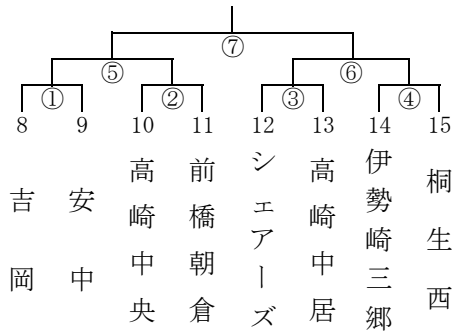 ⑦
⑤ ⑥
① ② ③ ④
8 9 10 11 12 13 14 15
吉岡
安中
高崎中央
前橋朝倉
シェアーズ
高崎中居
伊勢崎三郷
桐生西